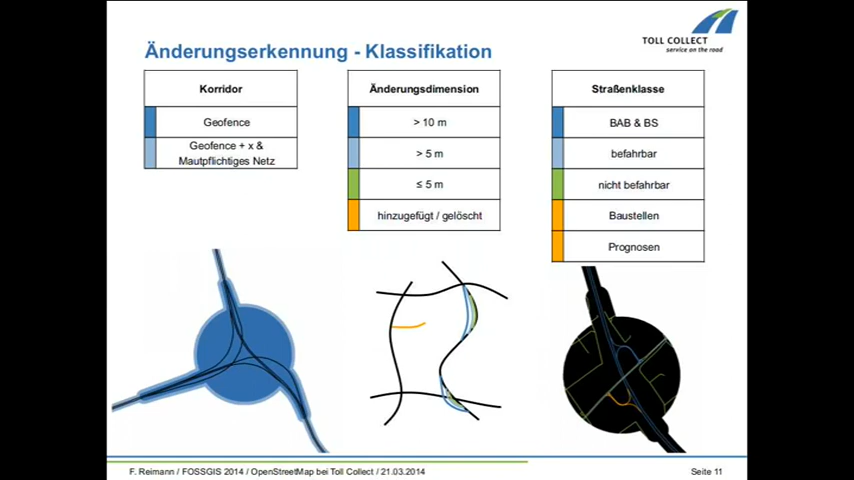 TOLL COLLECT
service on the road
Änderungserkennung - Klassifikation
Korridor
Geofence
Geofence + x &
Mautpflichtiges Netz
Änderungsdimension
> 10 m
> 5 m
≤ 5 m
hinzugefügt / gelöscht
Straßenklasse
BAB & BS
befahrbar
nicht befahrbar
Baustellen
Prognosen
F. Reimann / FOSSGIS 2014 / OpenStreetMap bei Toll Collect / 21.03.2014
Seite 11